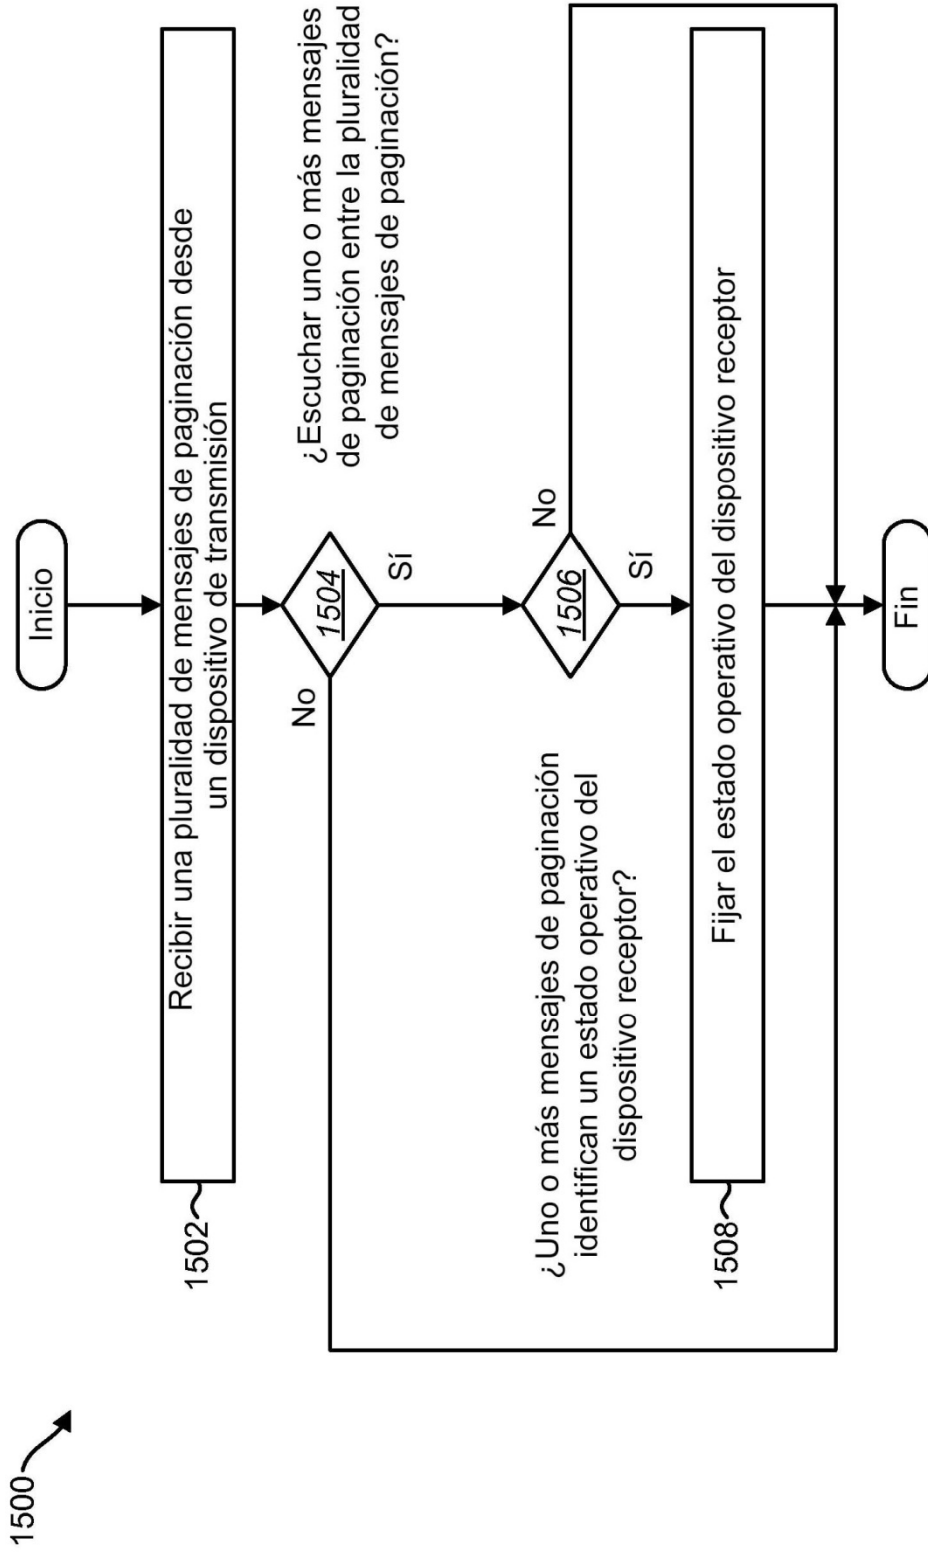 1500
Inicio
Recibir una pluralidad de mensajes de paginación desde
un dispositivo de transmisión
1502
¿Escuchar uno o más mensajes
de paginación entre la pluralidad
de mensajes de paginación?
1504
No
Sí
¿Uno o más mensajes de paginación
identifican un estado operativo del
dispositivo receptor?
1506
No
Sí
Fijar el estado operativo del dispositivo receptor
1508
Fin